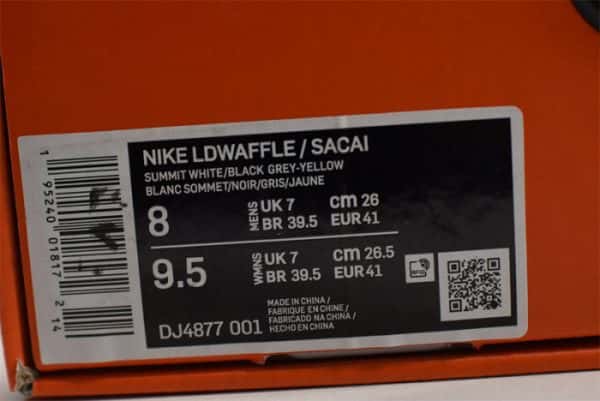 NIKE LDWAFFLE / SACAI
SUMMIT WHITE/BLACK GREY-YELLOW
BLANC SOMMET/NOIR/GRIS/JAUNE
8 MENS UK 7 cm 26
BR 39.5 EUR 41
9.5 WMNS UK 7 cm 26.5
BR 39.5 EUR 41
DJ4877 001
MADE IN CHINA /
FABRIQUE EN CHINE /
FABRICADO NA CHINA /
HECHO EN CHINA
1 95240 01817 2 14